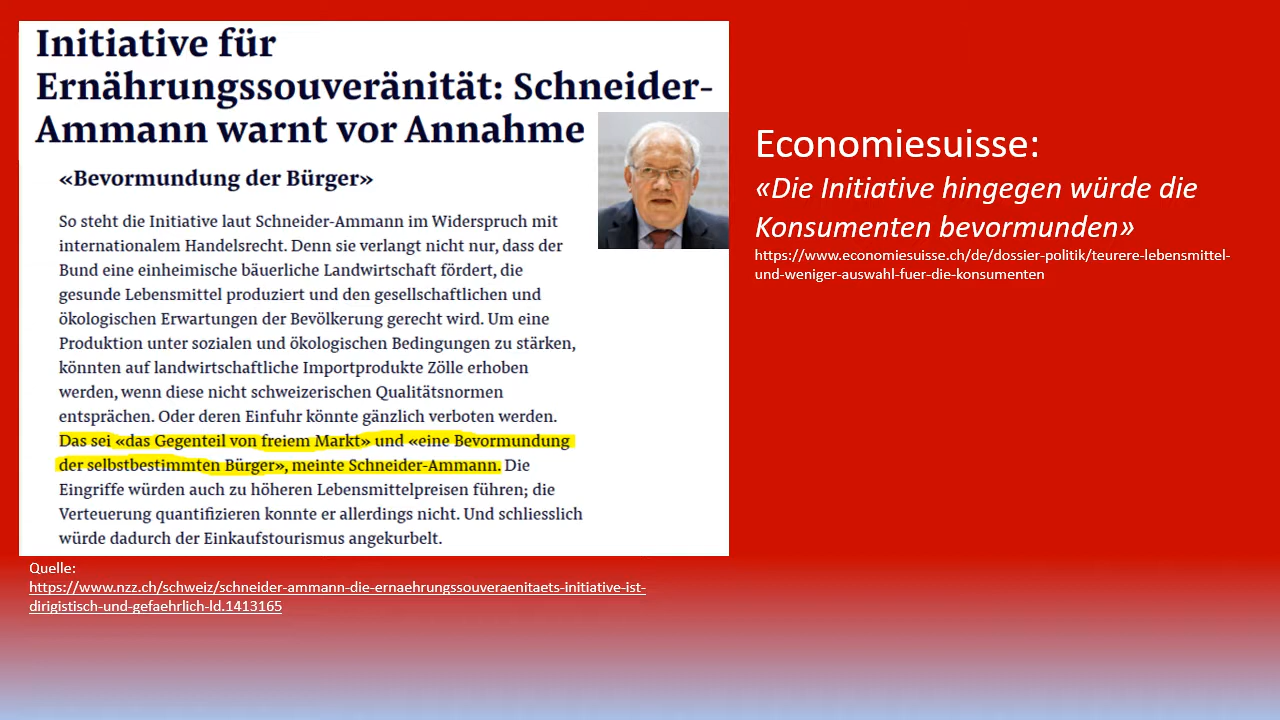 Initiative für
Ernährungssouveränität: Schneider-
Ammann warnt vor Annahme
«Bevormundung der Bürger»
So steht die Initiative laut Schneider-Ammann im Widerspruch mit
internationalem Handelsrecht. Denn sie verlangt nicht nur, dass der
Bund eine einheimische bäuerliche Landwirtschaft fördert, die
gesunde Lebensmittel produziert und den gesellschaftlichen und
ökologischen Erwartungen der Bevölkerung gerecht wird. Um eine
Produktion unter sozialen und ökologischen Bedingungen zu stärken,
könnten auf landwirtschaftliche Importprodukte Zölle erhoben
werden, wenn diese nicht schweizerischen Qualitätsnormen
entsprächen. Oder deren Einfuhr könnte gänzlich verboten werden.
Das sei «das Gegenteil von freiem Markt» und «eine Bevormundung
der selbstbestimmten Bürger», meinte Schneider-Ammann. Die
Eingriffe würden auch zu höheren Lebensmittelpreisen führen; die
Verteuerung quantifizieren konnte er allerdings nicht. Und schliesslich
würde dadurch der Einkaufstourismus angekurbelt.
Quelle:
https://www.nzz.ch/schweiz/schneider-ammann-die-ernaehrungssouveraenitaets-initiative-ist-
dirigistisch-und-gefaehrlich-ld.1413165
Economiesuisse:
«Die Initiative hingegen würde die
Konsumenten bevormunden»
https://www.economiesuisse.ch/de/dossier-politik/teurere-lebensmittel-
und-weniger-auswahl-fuer-die-konsumenten